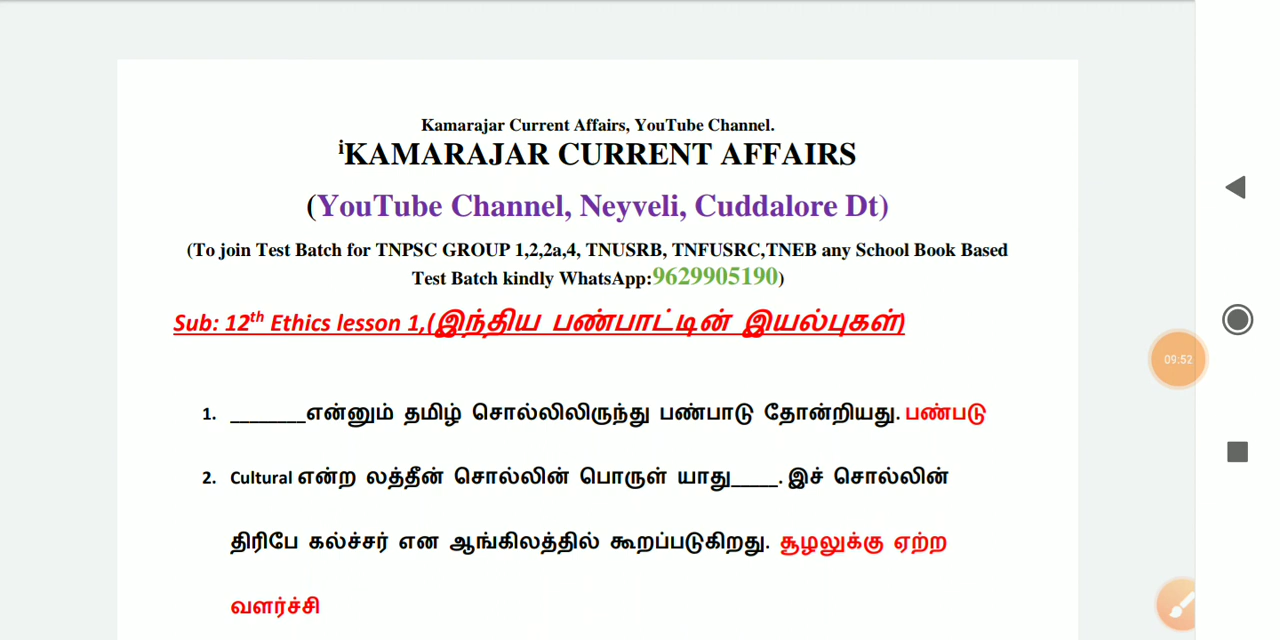 Kamarajar Current Affairs, YouTube Channel.
iKAMARAJAR CURRENT AFFAIRS
(YouTube Channel, Neyveli, Cuddalore Dt)
(To join Test Batch for TNPSC GROUP 1,2,2a,4, TNUSRB, TNFUSRC,TNEB any School Book Based
Test Batch kindly WhatsApp:9629905190)
Sub: 12th Ethics lesson 1,(இந்திய பண்பாட்டின் இயல்புகள்)
1. ________என்னும் தமிழ் சொல்லிலிருந்து பண்பாடு தோன்றியது. பண்படு
2. Cultural என்ற லத்தீன் சொல்லின் பொருள் யாது_____. இச் சொல்லின்
திரிபே கல்ச்சர் என ஆங்கிலத்தில் கூறப்படுகிறது. சூழலுக்கு ஏற்ற
வளர்ச்சி
09:52